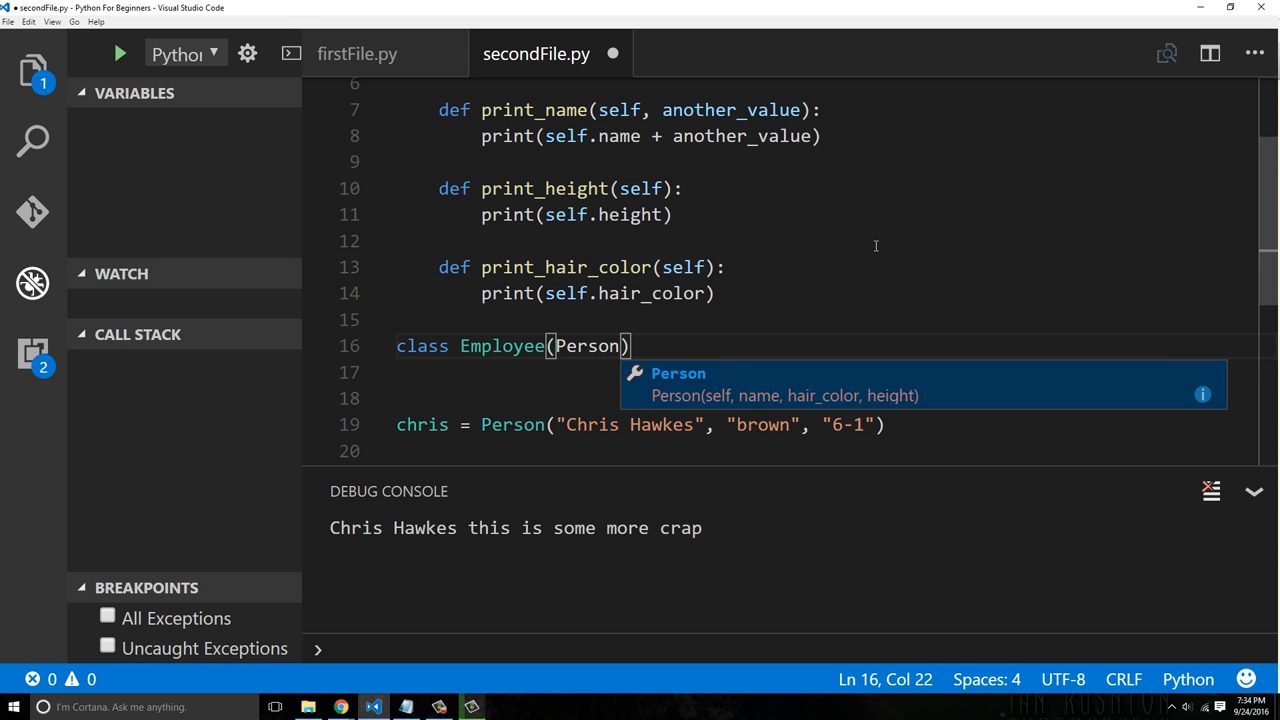 ● secondFile.py - Python For Beginners - Visual Studio Code
File Edit View Go Help
Python
firstFile.py
secondFile.py
1
VARIABLES
6
7 def print_name(self, another_value):
8 print(self.name + another_value)
9
10 def print_height(self):
11 print(self.height)
12
WATCH
13 def print_hair_color(self):
14 print(self.hair_color)
15
CALL STACK
16 class Employee(Person)
2
17
Person
Person(self, name, hair_color, height)
18
19 chris = Person("Chris Hawkes", "brown", "6-1")
20
DEBUG CONSOLE
Chris Hawkes this is some more crap
BREAKPOINTS
All Exceptions
Uncaught Exceptions
0 0
Ln 16, Col 22 Spaces: 4 UTF-8 CRLF Python
I'm Cortana. Ask me anything.
7:34 PM
9/24/2016